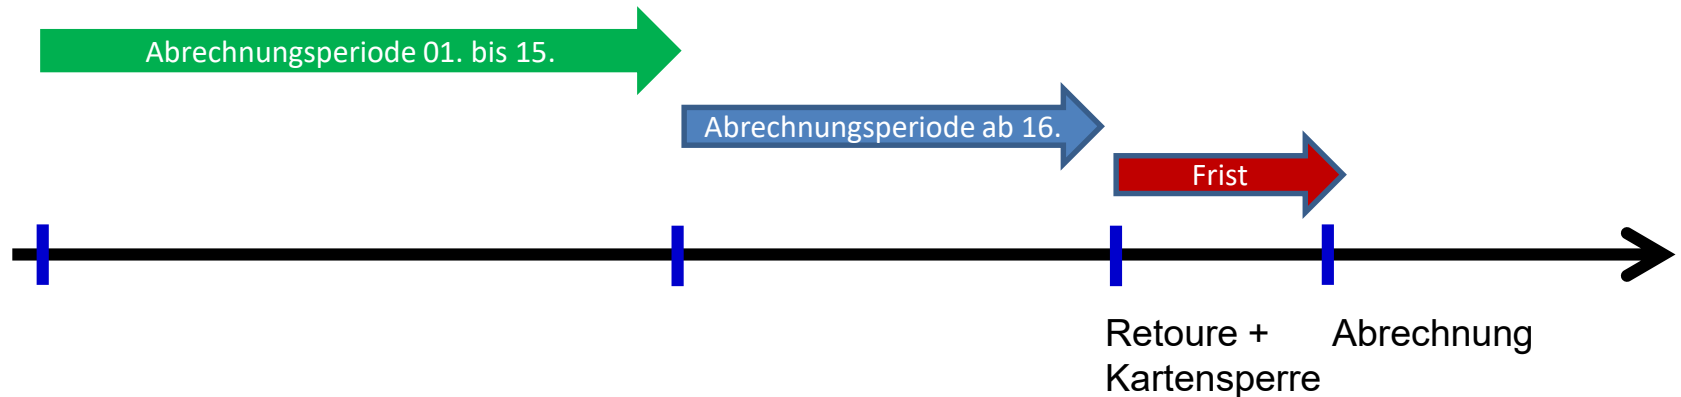 Abrechnungsperiode 01. bis 15.
Abrechnungsperiode ab 16.
Frist
Retoure +
Kartensperre
Abrechnung